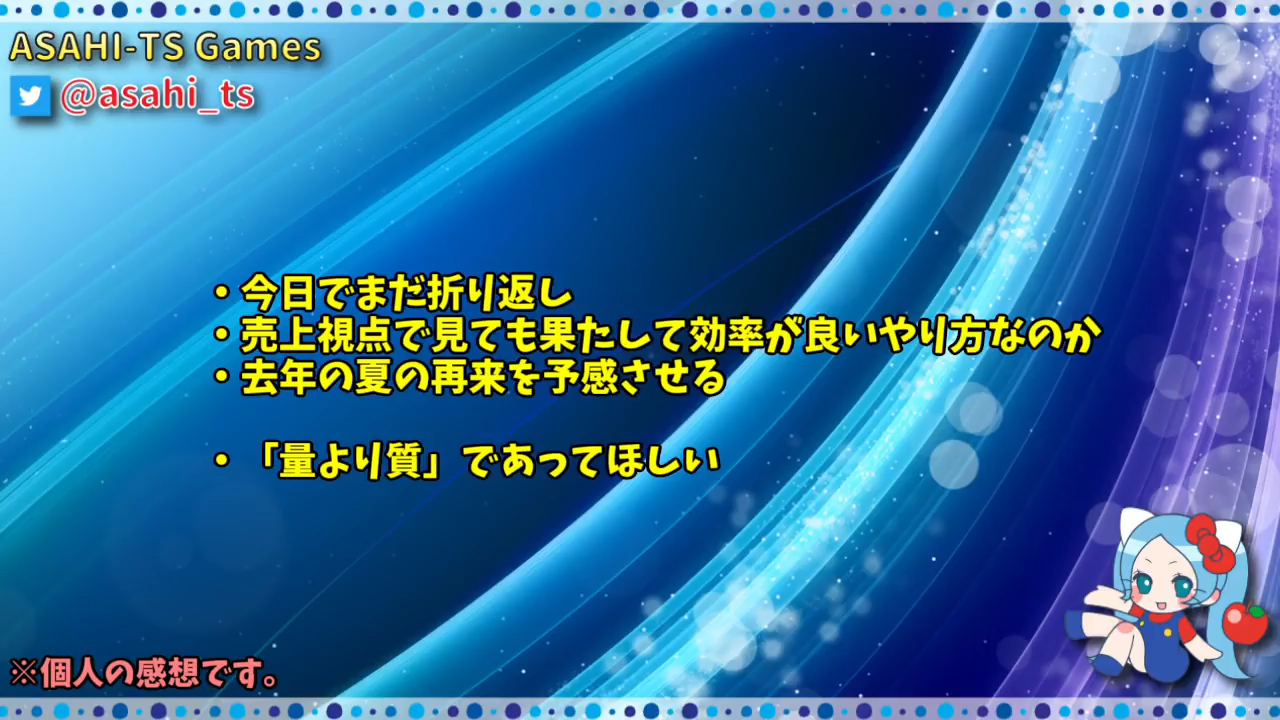 ASAHI-TS Games
@asahi_ts
・今日でまだ折り返し
・売上視点で見ても果たして効率が良いやり方なのか
・去年の夏の再来を予感させる
・「量より質」であってほしい
※個人の感想です。